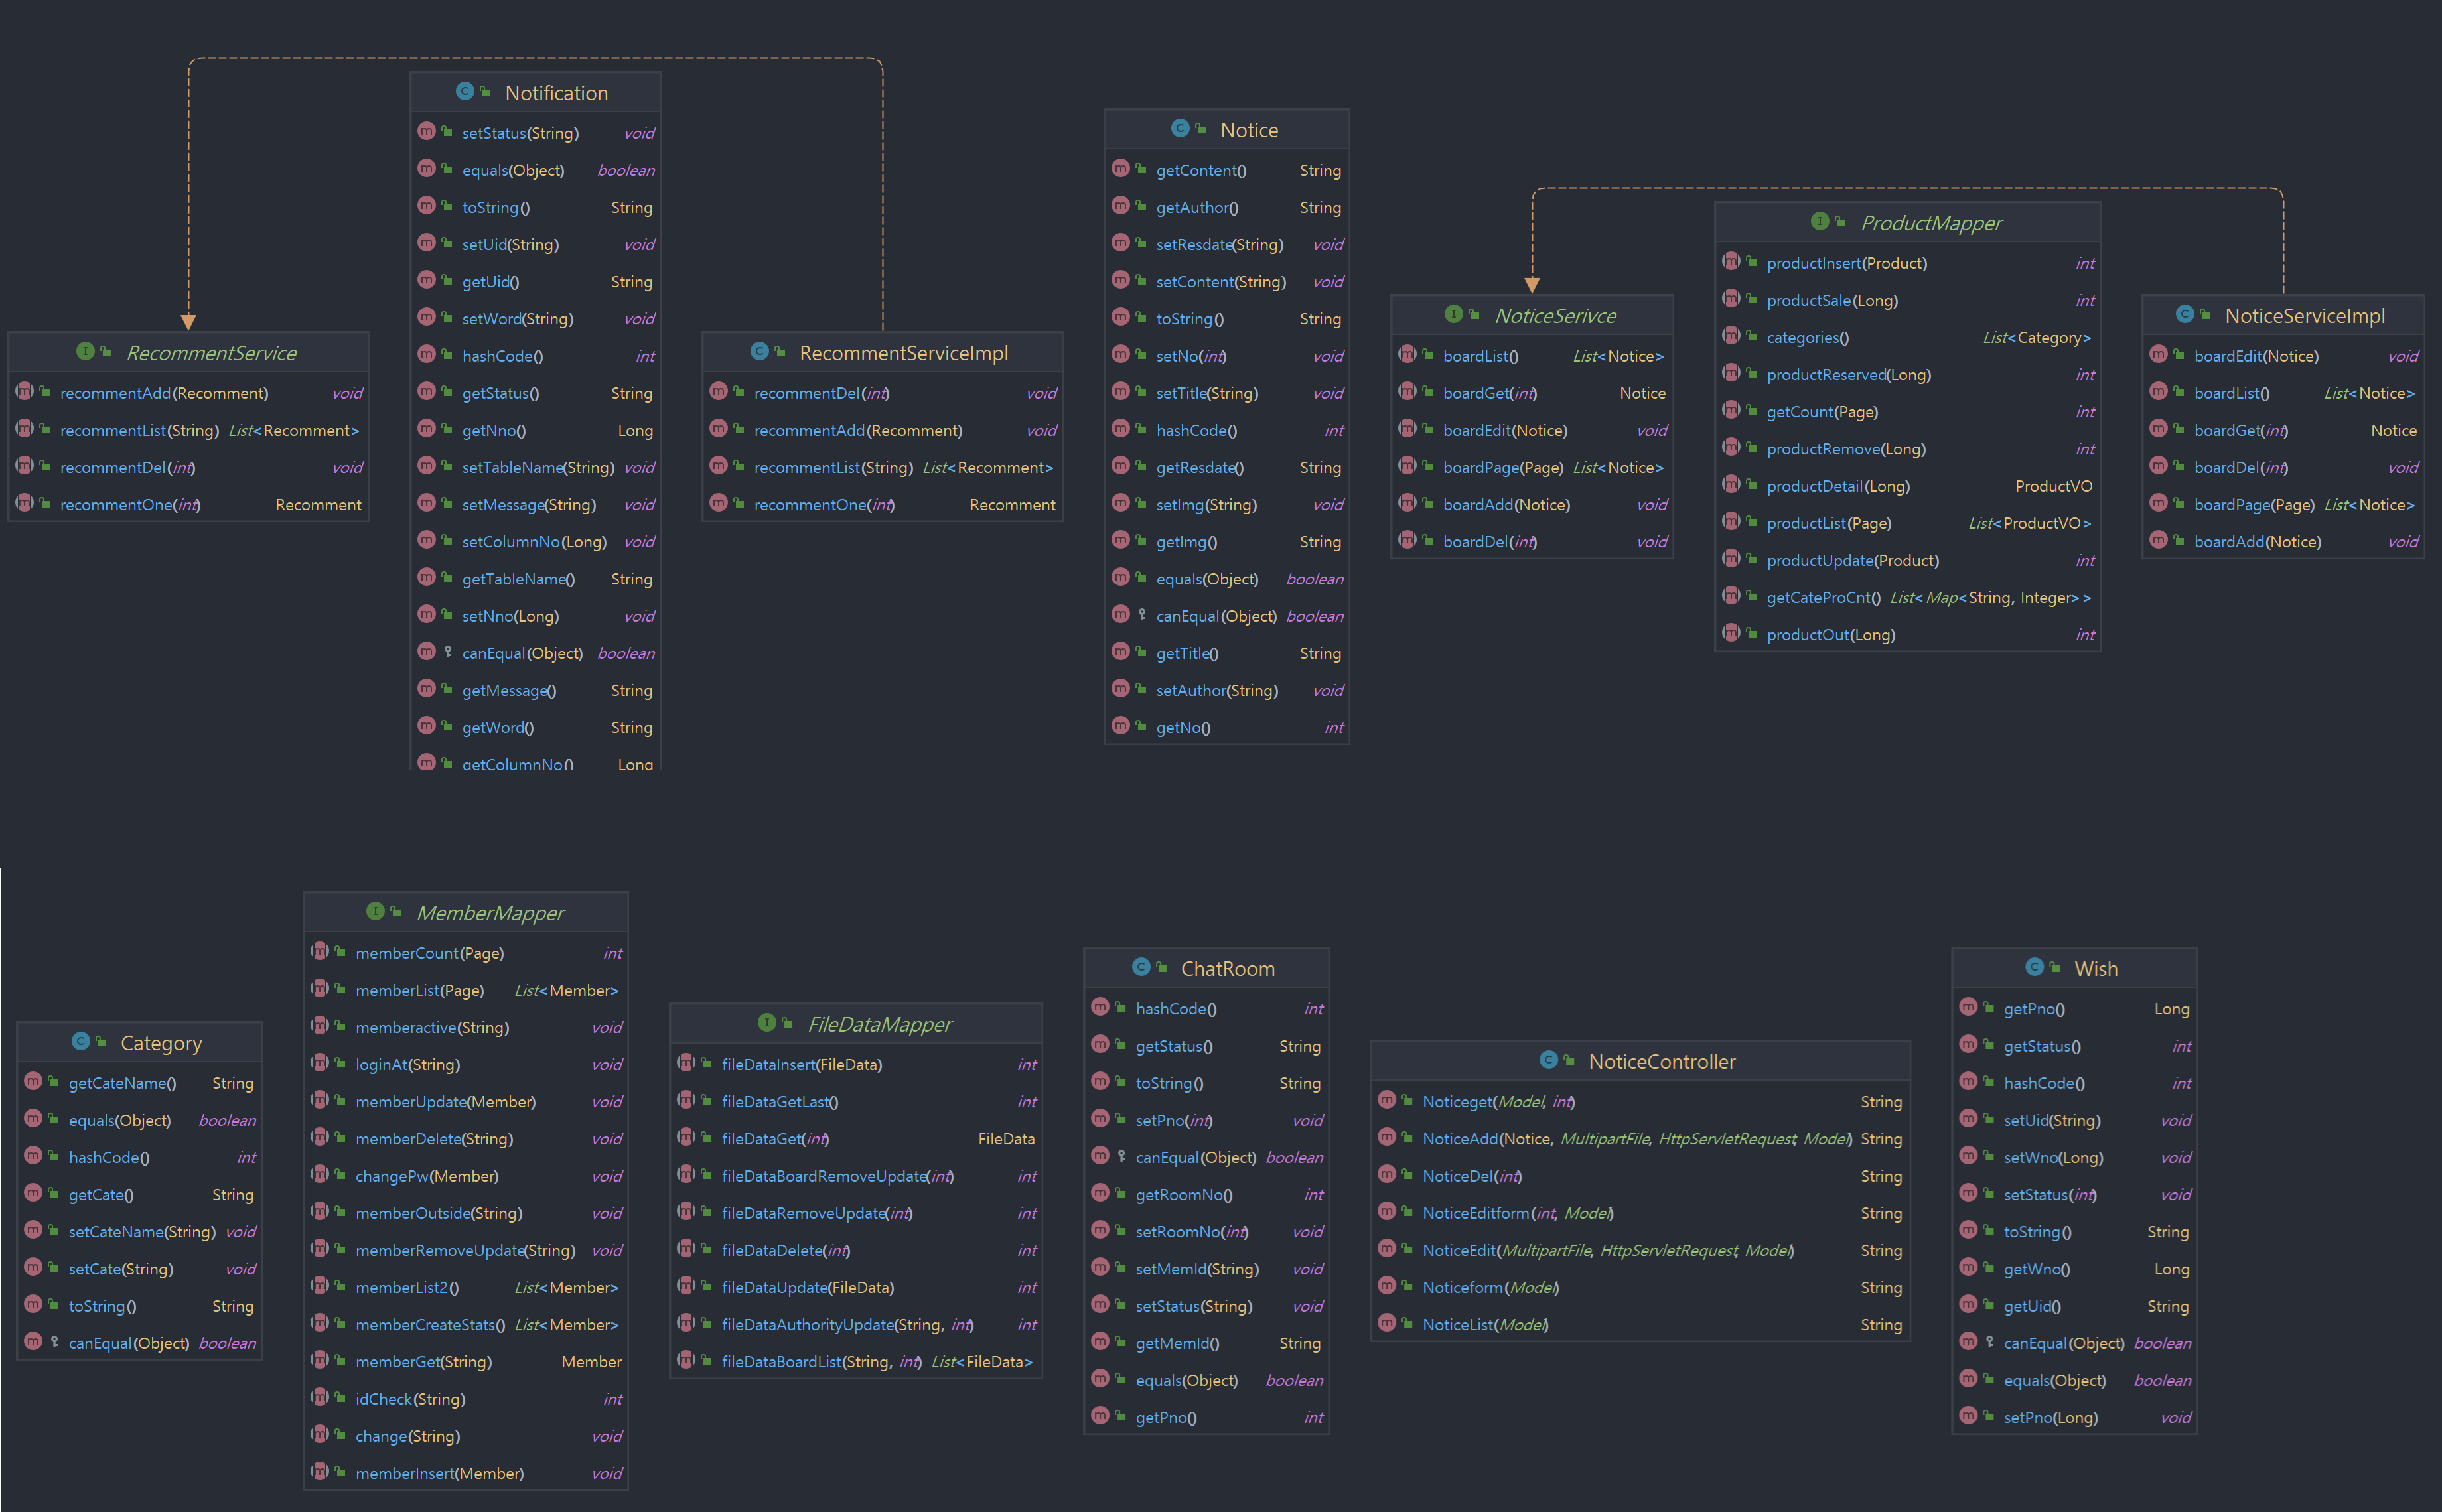 Notification
setStatus(String) void
equals(Object) boolean
toString() String
setUid(String) void
getUid() String
setWord(String) void
hashCode() int
getStatus() String
getNno() Long
setTableName(String) void
setMessage(String) void
setColumnNo(Long) void
getTableName() String
setNno(Long) void
canEqual(Object) boolean
getMessage() String
getWord() String
getColumnNo() Long
RecommentService
recommentAdd(Recomment) void
recommentList(String) List<Recomment>
recommentDel(int) void
recommentOne(int) Recomment
RecommentServiceImpl
recommentDel(int) void
recommentAdd(Recomment) void
recommentList(String) List<Recomment>
recommentOne(int) Recomment
Notice
getContent() String
getAuthor() String
setResdate(String) void
setContent(String) void
toString() String
setNo(int) void
setTitle(String) void
hashCode() int
getResdate() String
setImg(String) void
getImg() String
equals(Object) boolean
canEqual(Object) boolean
getTitle() String
setAuthor(String) void
getNo() int
NoticeSerivce
boardList() List<Notice>
boardGet(int) Notice
boardEdit(Notice) void
boardPage(Page) List<Notice>
boardAdd(Notice) void
boardDel(int) void
ProductMapper
productInsert(Product) int
productSale(Long) int
categories() List<Category>
productReserved(Long) int
getCount(Page) int
productRemove(Long) int
productDetail(Long) ProductVO
productList(Page) List<ProductVO>
productUpdate(Product) int
getCateProCnt() List<Map<String, Integer>>
productOut(Long) int
NoticeServiceImpl
boardEdit(Notice) void
boardList() List<Notice>
boardGet(int) Notice
boardDel(int) void
boardPage(Page) List<Notice>
boardAdd(Notice) void
Category
getCateName() String
equals(Object) boolean
hashCode() int
getCate() String
setCateName(String) void
setCate(String) void
toString() String
canEqual(Object) boolean
MemberMapper
memberCount(Page) int
memberList(Page) List<Member>
memberactive(String) void
loginAt(String) void
memberUpdate(Member) void
memberDelete(String) void
changePw(Member) void
memberOutside(String) void
memberRemoveUpdate(String) void
memberList2() List<Member>
memberCreateStats() List<Member>
memberGet(String) Member
idCheck(String) int
change(String) void
memberInsert(Member) void
FileDataMapper
fileDataInsert(FileData) int
fileDataGetLast() int
fileDataGet(int) FileData
fileDataBoardRemoveUpdate(int) int
fileDataRemoveUpdate(int) int
fileDataDelete(int) int
fileDataUpdate(FileData) int
fileDataAuthorityUpdate(String, int) int
fileDataBoardList(String, int) List<FileData>
ChatRoom
hashCode() int
getStatus() String
toString() String
setPno(int) void
canEqual(Object) boolean
getRoomNo() int
setRoomNo(int) void
setMemId(String) void
setStatus(String) void
getMemId() String
equals(Object) boolean
getPno() int
NoticeController
Noticeget(Model, int) String
NoticeAdd(Notice, MultipartFile, HttpServletRequest, Model) String
NoticeDel(int) String
NoticeEditform(int, Model) String
NoticeEdit(MultipartFile, HttpServletRequest, Model) String
Noticeform(Model) String
NoticeList(Model) String
Wish
getPno() Long
getStatus() int
hashCode() int
setUid(String) void
setWno(Long) void
setStatus(int) void
toString() String
getWno() Long
getUid() String
canEqual(Object) boolean
equals(Object) boolean
setPno(Long) void